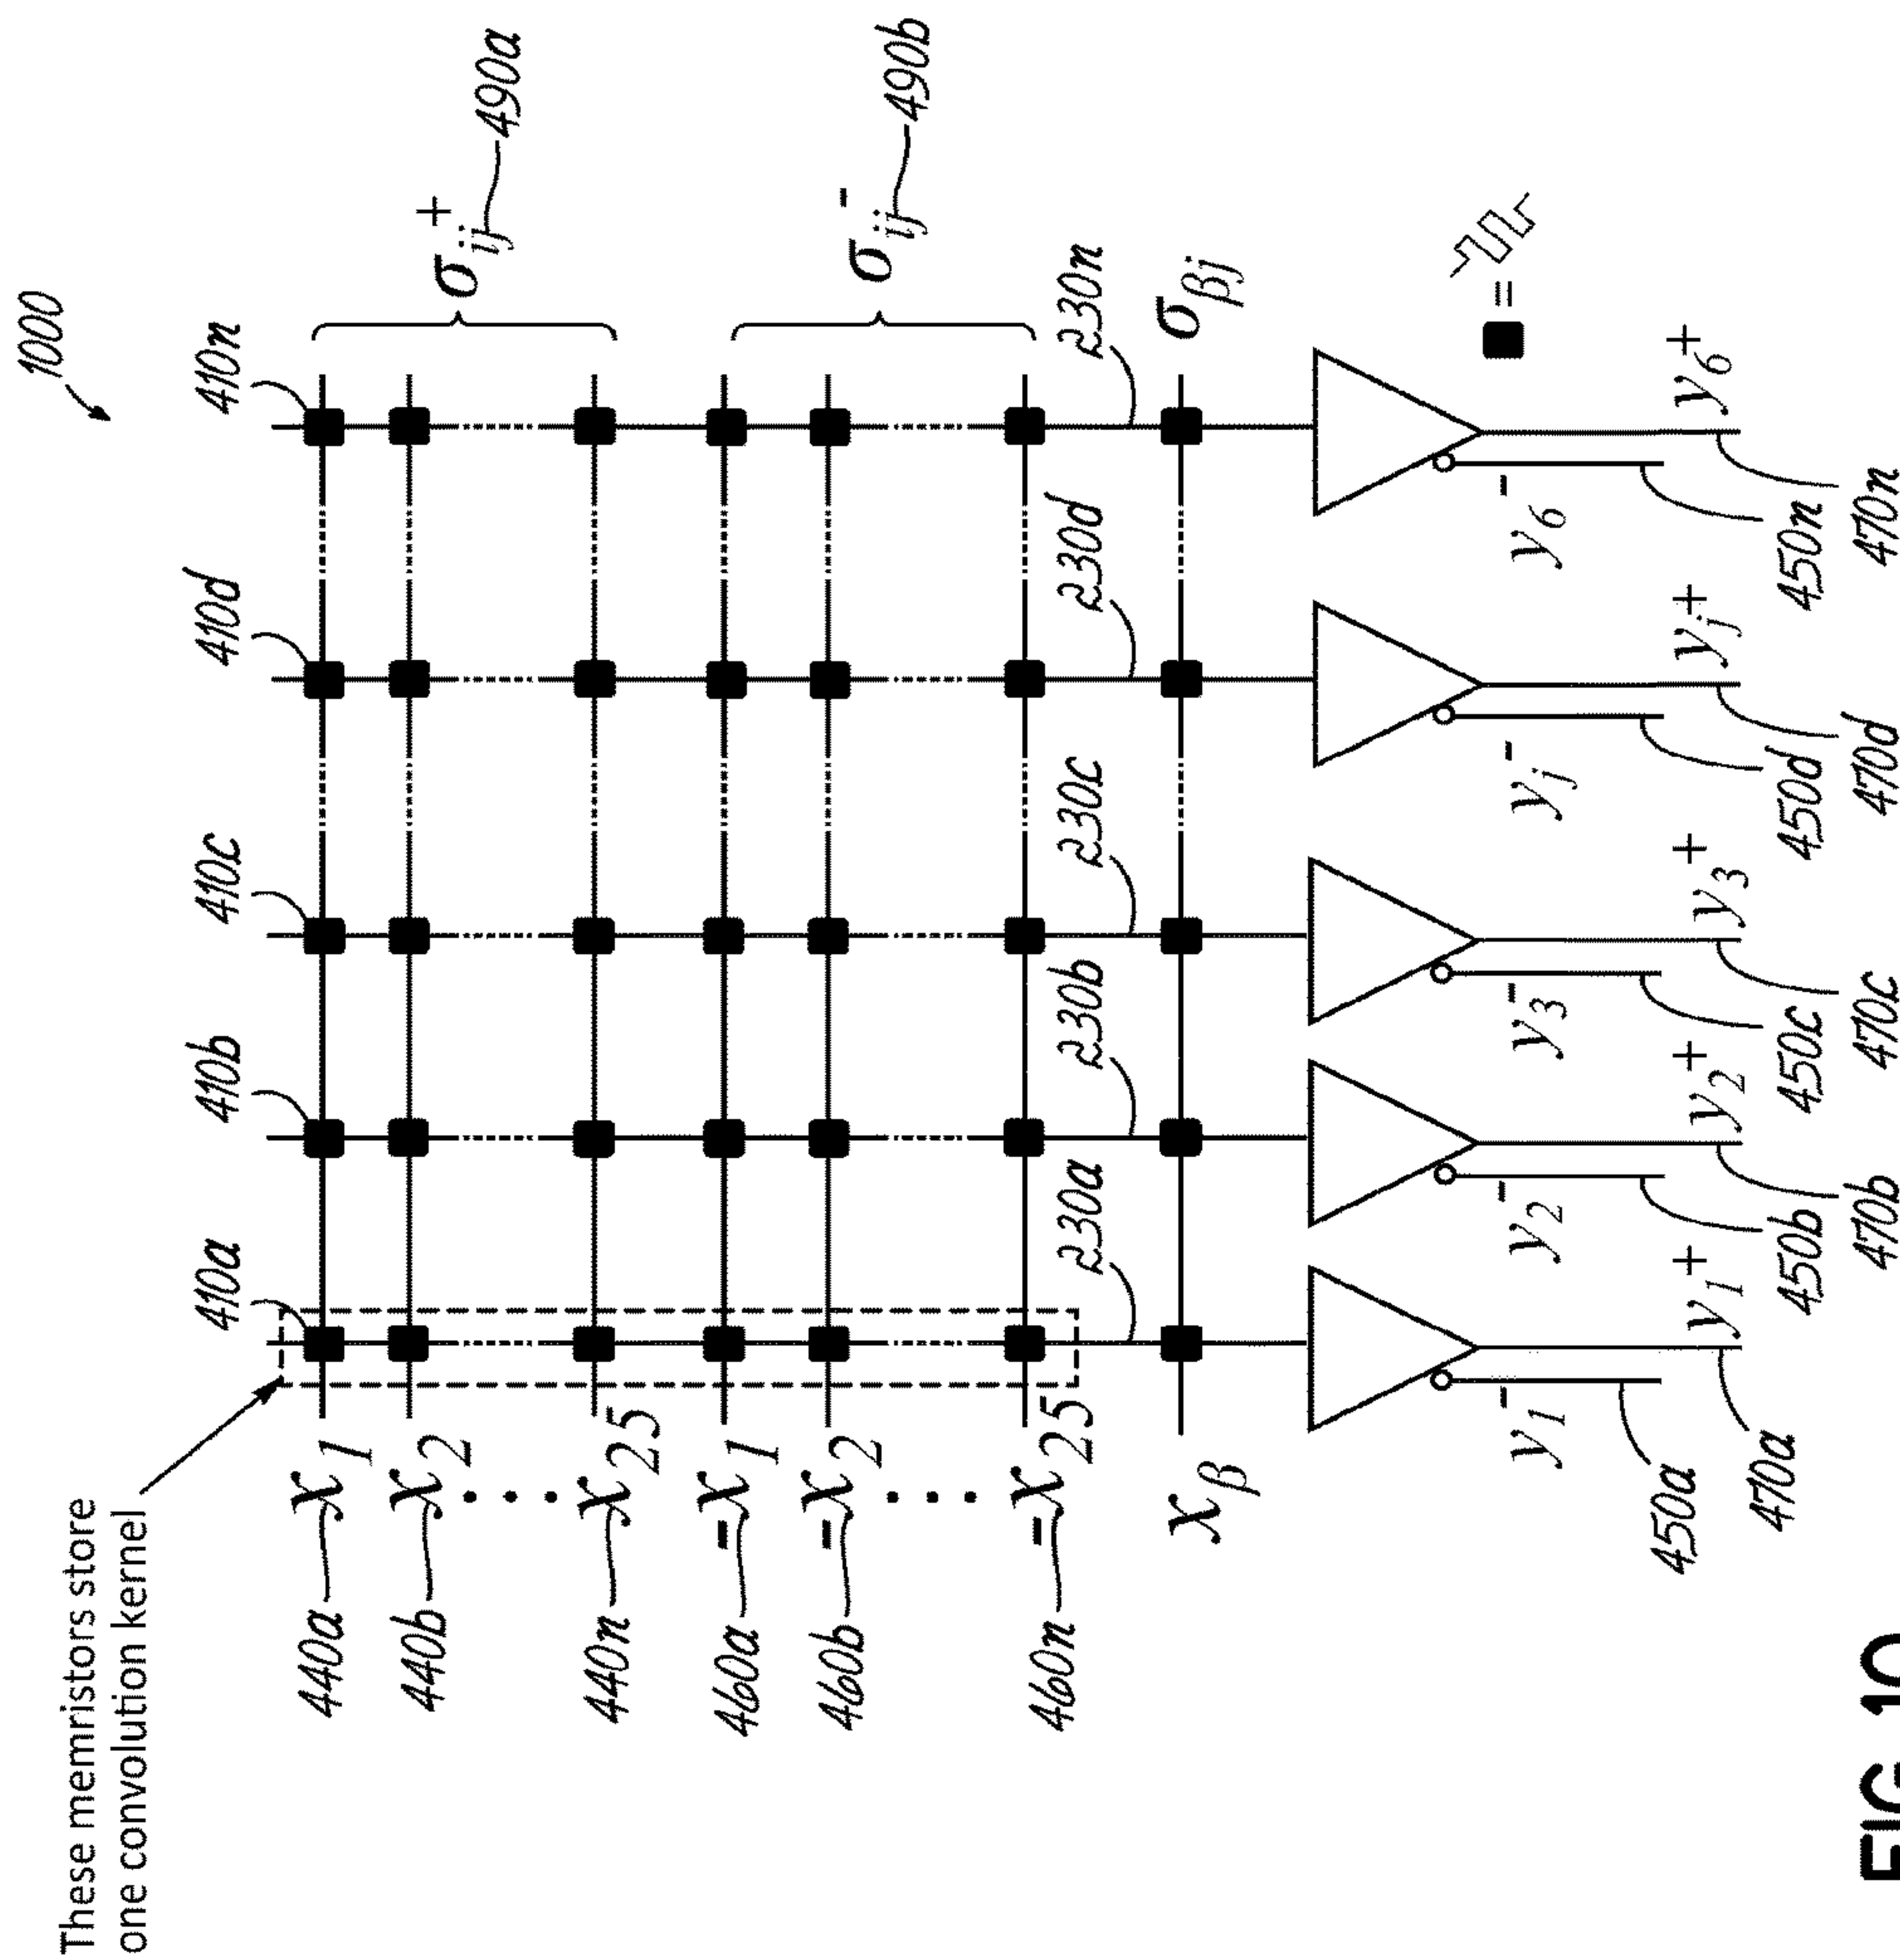 These memristors store
one convolution kernel
1000
410a 410b 410c 410d 410n
440a x1
440b x2
⋮
440n x25
460a -x1
460b -x2
⋮
460n -x25
σij+ 490a
σij- 490b
230a 230b 230c 230d 230n
xβ σβj
=
y1- y2- y3- yj- y6-
y1+ y2+ y3+ yj+ y6+
450a 450b 450c 450d 450n
470a 470b 470c 470d 470n
FIG. 10